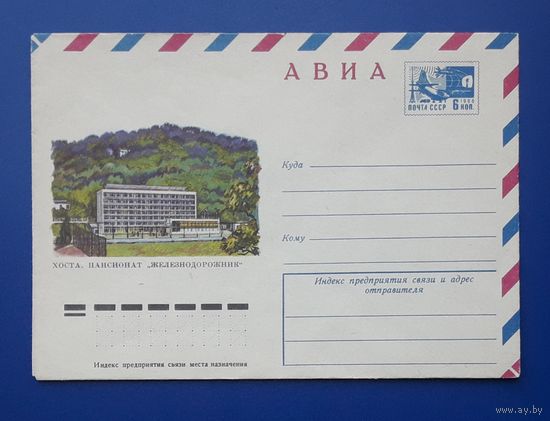 АВИА
ПОЧТА СССР 6 КОП.
1966
Куда
ХОСТА. ПАНСИОНАТ „ЖЕЛЕЗНОДОРОЖНИК“
Кому
Индекс предприятия связи и адрес
отправителя
Индекс предприятия связи места назначения
www.ay.by